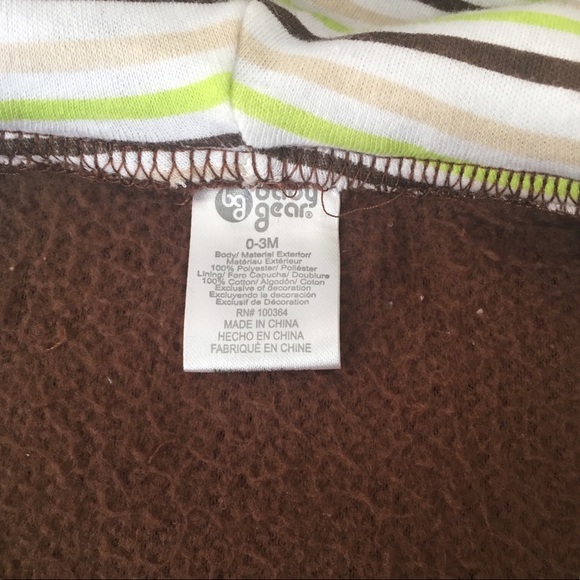 bg baby
gear®
0-3M
Body/ Material Exterior/
Matériau Extérieur
100% Polyester/ Poliéster
Lining/ Foro Capucha/ Doublure
100% Cotton/ Algodón/ Coton
Exclusive of decoration
Excluyendo la decoración
Exclusif de Décoration
RN# 100364
MADE IN CHINA
HECHO EN CHINA
FABRIQUÉ EN CHINE